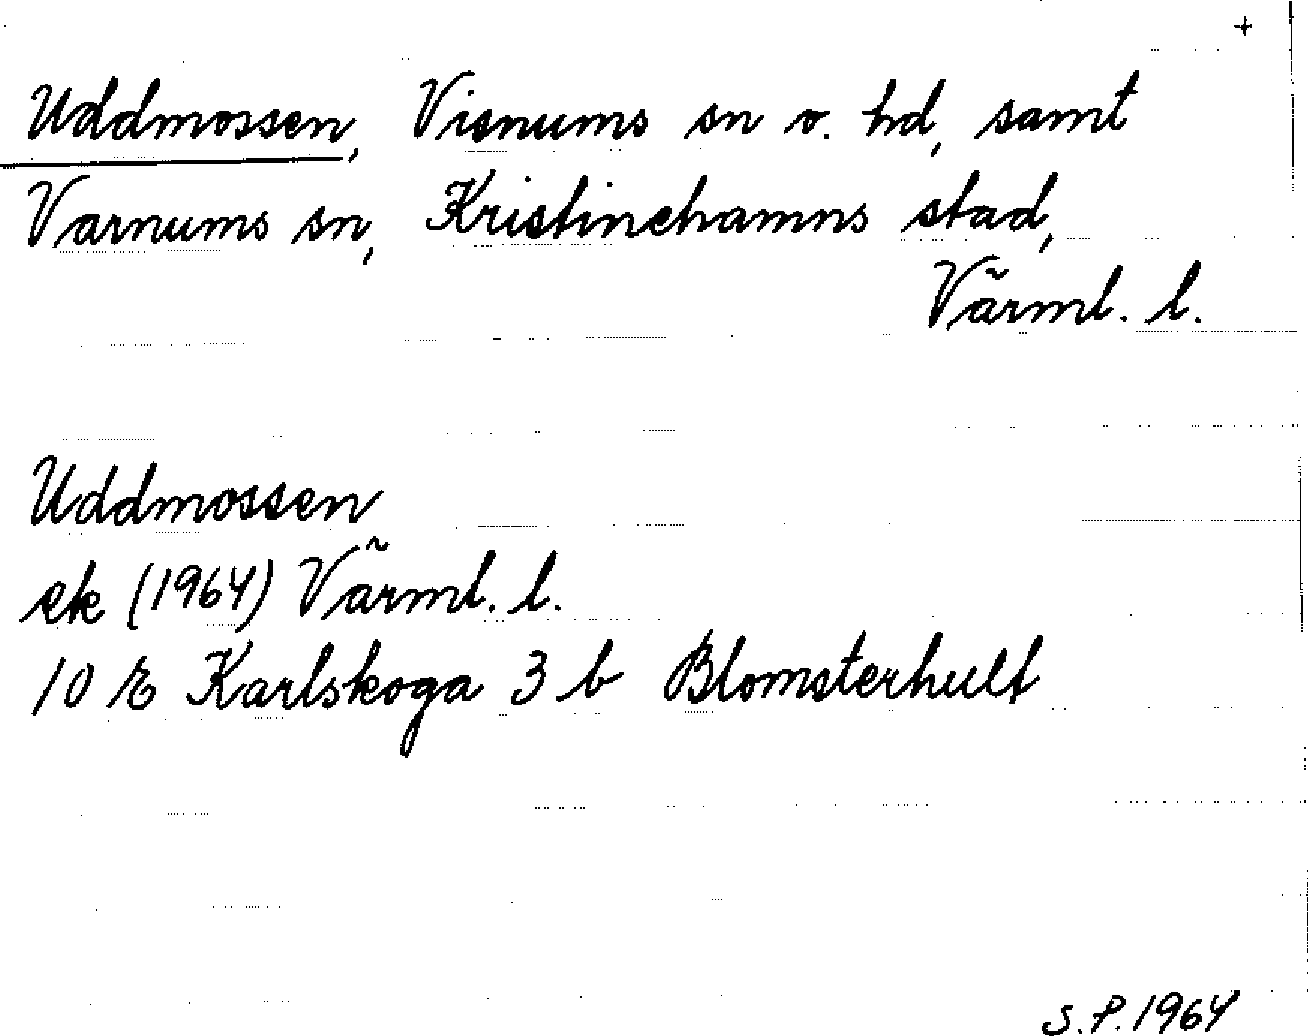 +
Uddmossen, Visnums sn o. hd, samt
Varnums sn, Kristinehamns stad,
Värml. l.
Uddmossen
ek (1964) Värml. l.
10 E Karlskoga 3 b Blomsterhult
S.P. 1964